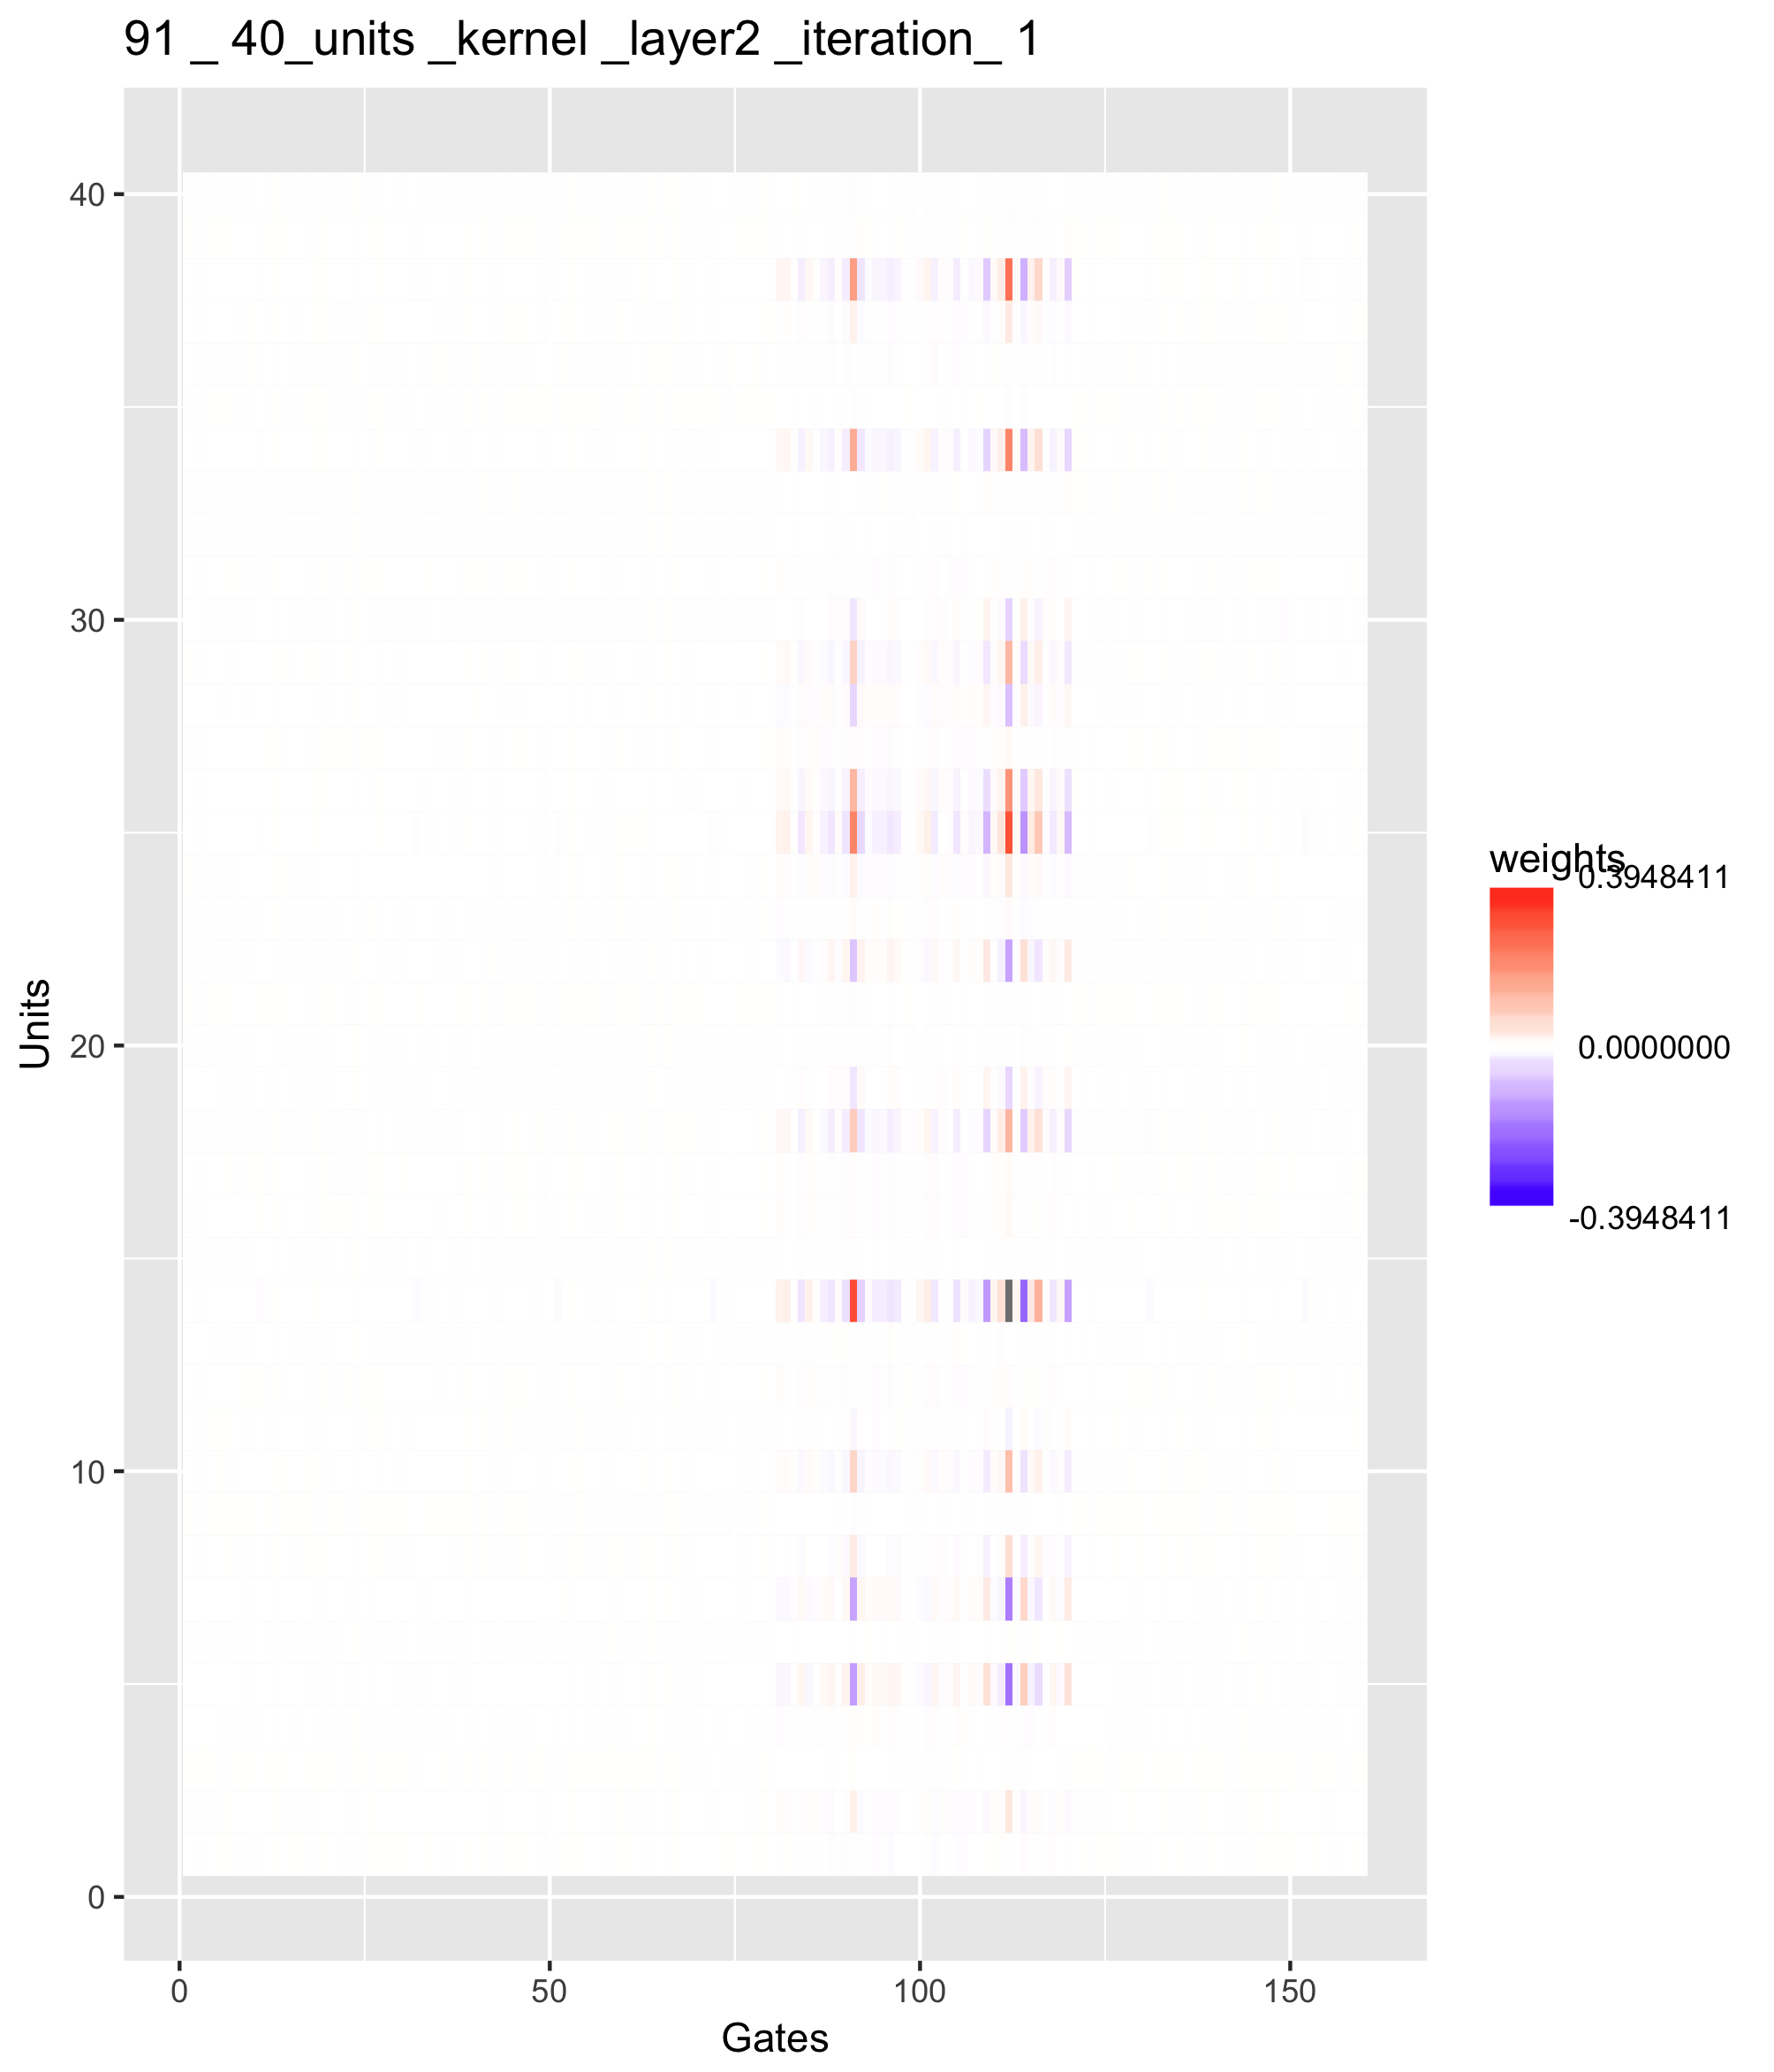 91 _ 40_units _kernel _layer2 _iteration_ 1
40
30
20
10
0
Units
0 50 100 150
Gates
weights
0.3948411
0.0000000
-0.3948411